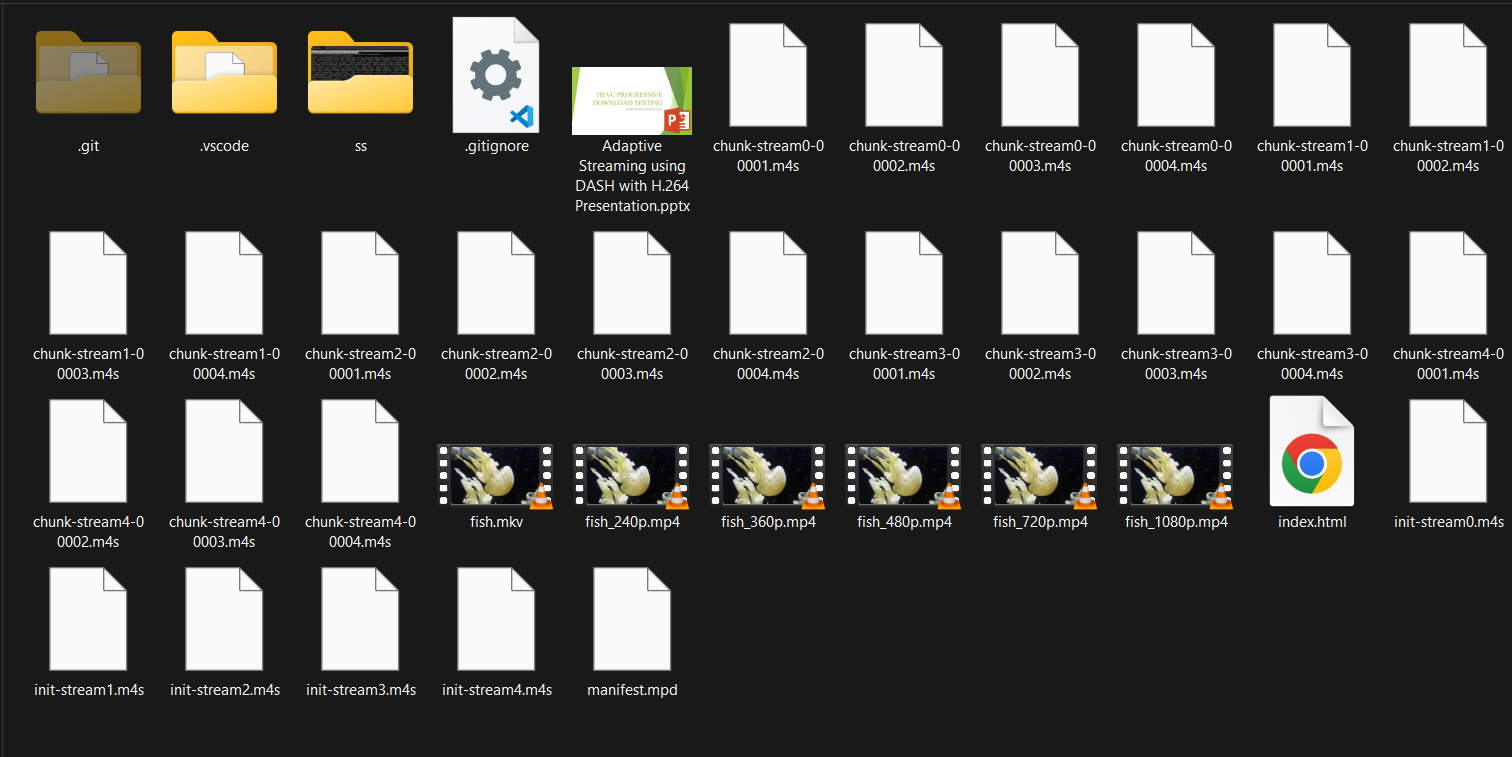 HEVC PROGRESSIVE
DOWNLOAD TESTING
.git
.vscode
ss
.gitignore
Adaptive
Streaming using
DASH with H.264
Presentation.pptx
chunk-stream0-0
0001.m4s
chunk-stream0-0
0002.m4s
chunk-stream0-0
0003.m4s
chunk-stream0-0
0004.m4s
chunk-stream1-0
0001.m4s
chunk-stream1-0
0002.m4s
chunk-stream1-0
0003.m4s
chunk-stream1-0
0004.m4s
chunk-stream2-0
0001.m4s
chunk-stream2-0
0002.m4s
chunk-stream2-0
0003.m4s
chunk-stream2-0
0004.m4s
chunk-stream3-0
0001.m4s
chunk-stream3-0
0002.m4s
chunk-stream3-0
0003.m4s
chunk-stream3-0
0004.m4s
chunk-stream4-0
0001.m4s
chunk-stream4-0
0002.m4s
chunk-stream4-0
0003.m4s
chunk-stream4-0
0004.m4s
fish.mkv
fish_240p.mp4
fish_360p.mp4
fish_480p.mp4
fish_720p.mp4
fish_1080p.mp4
index.html
init-stream0.m4s
init-stream1.m4s
init-stream2.m4s
init-stream3.m4s
init-stream4.m4s
manifest.mpd